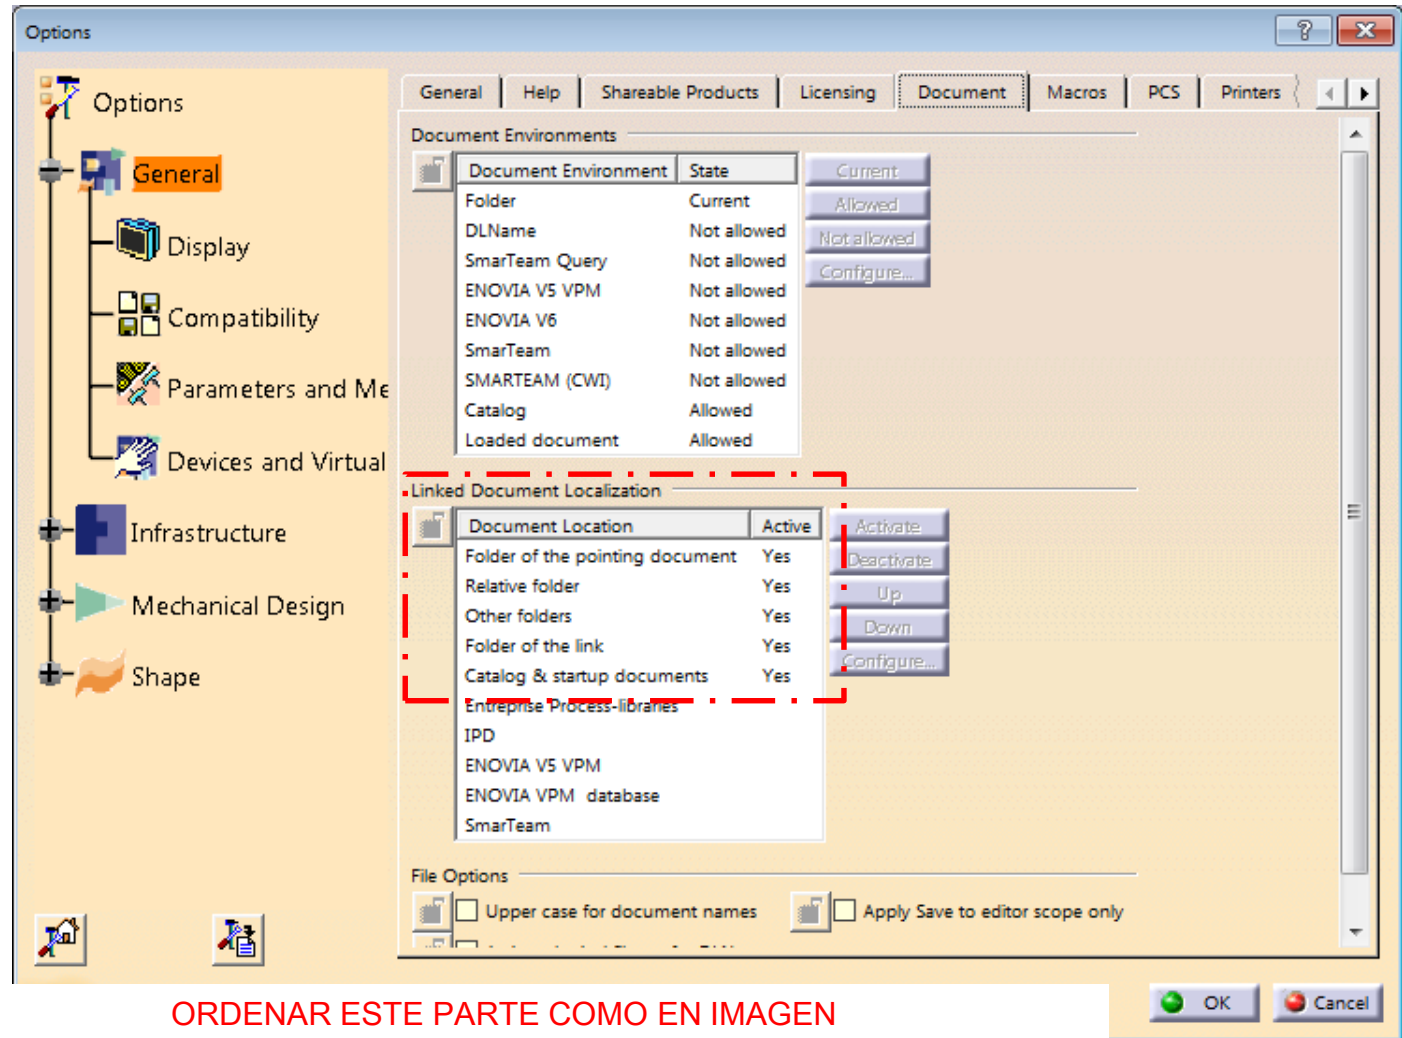 Options
Options
General
Display
Compatibility
Parameters and Me
Devices and Virtual
Infrastructure
Mechanical Design
Shape
General Help Shareable Products Licensing Document Macros PCS Printers
Document Environments
Document Environment State
Folder Current
DLName Not allowed
SmarTeam Query Not allowed
ENOVIA V5 VPM Not allowed
ENOVIA V6 Not allowed
SmarTeam Not allowed
SMARTEAM (CWI) Not allowed
Catalog Allowed
Loaded document Allowed
Current
Allowed
Not allowed
Configure...
Linked Document Localization
Document Location Active
Folder of the pointing document Yes
Relative folder Yes
Other folders Yes
Folder of the link Yes
Catalog & startup documents Yes
Entreprise Process-libraries
IPD
ENOVIA V5 VPM
ENOVIA VPM database
SmarTeam
Activate
Deactivate
Up
Down
Configure...
File Options
Upper case for document names Apply Save to editor scope only
OK Cancel
ORDENAR ESTE PARTE COMO EN IMAGEN